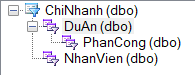 ChiNhanh (dbo)
DuAn (dbo)
PhanCong (dbo)
NhanVien (dbo)